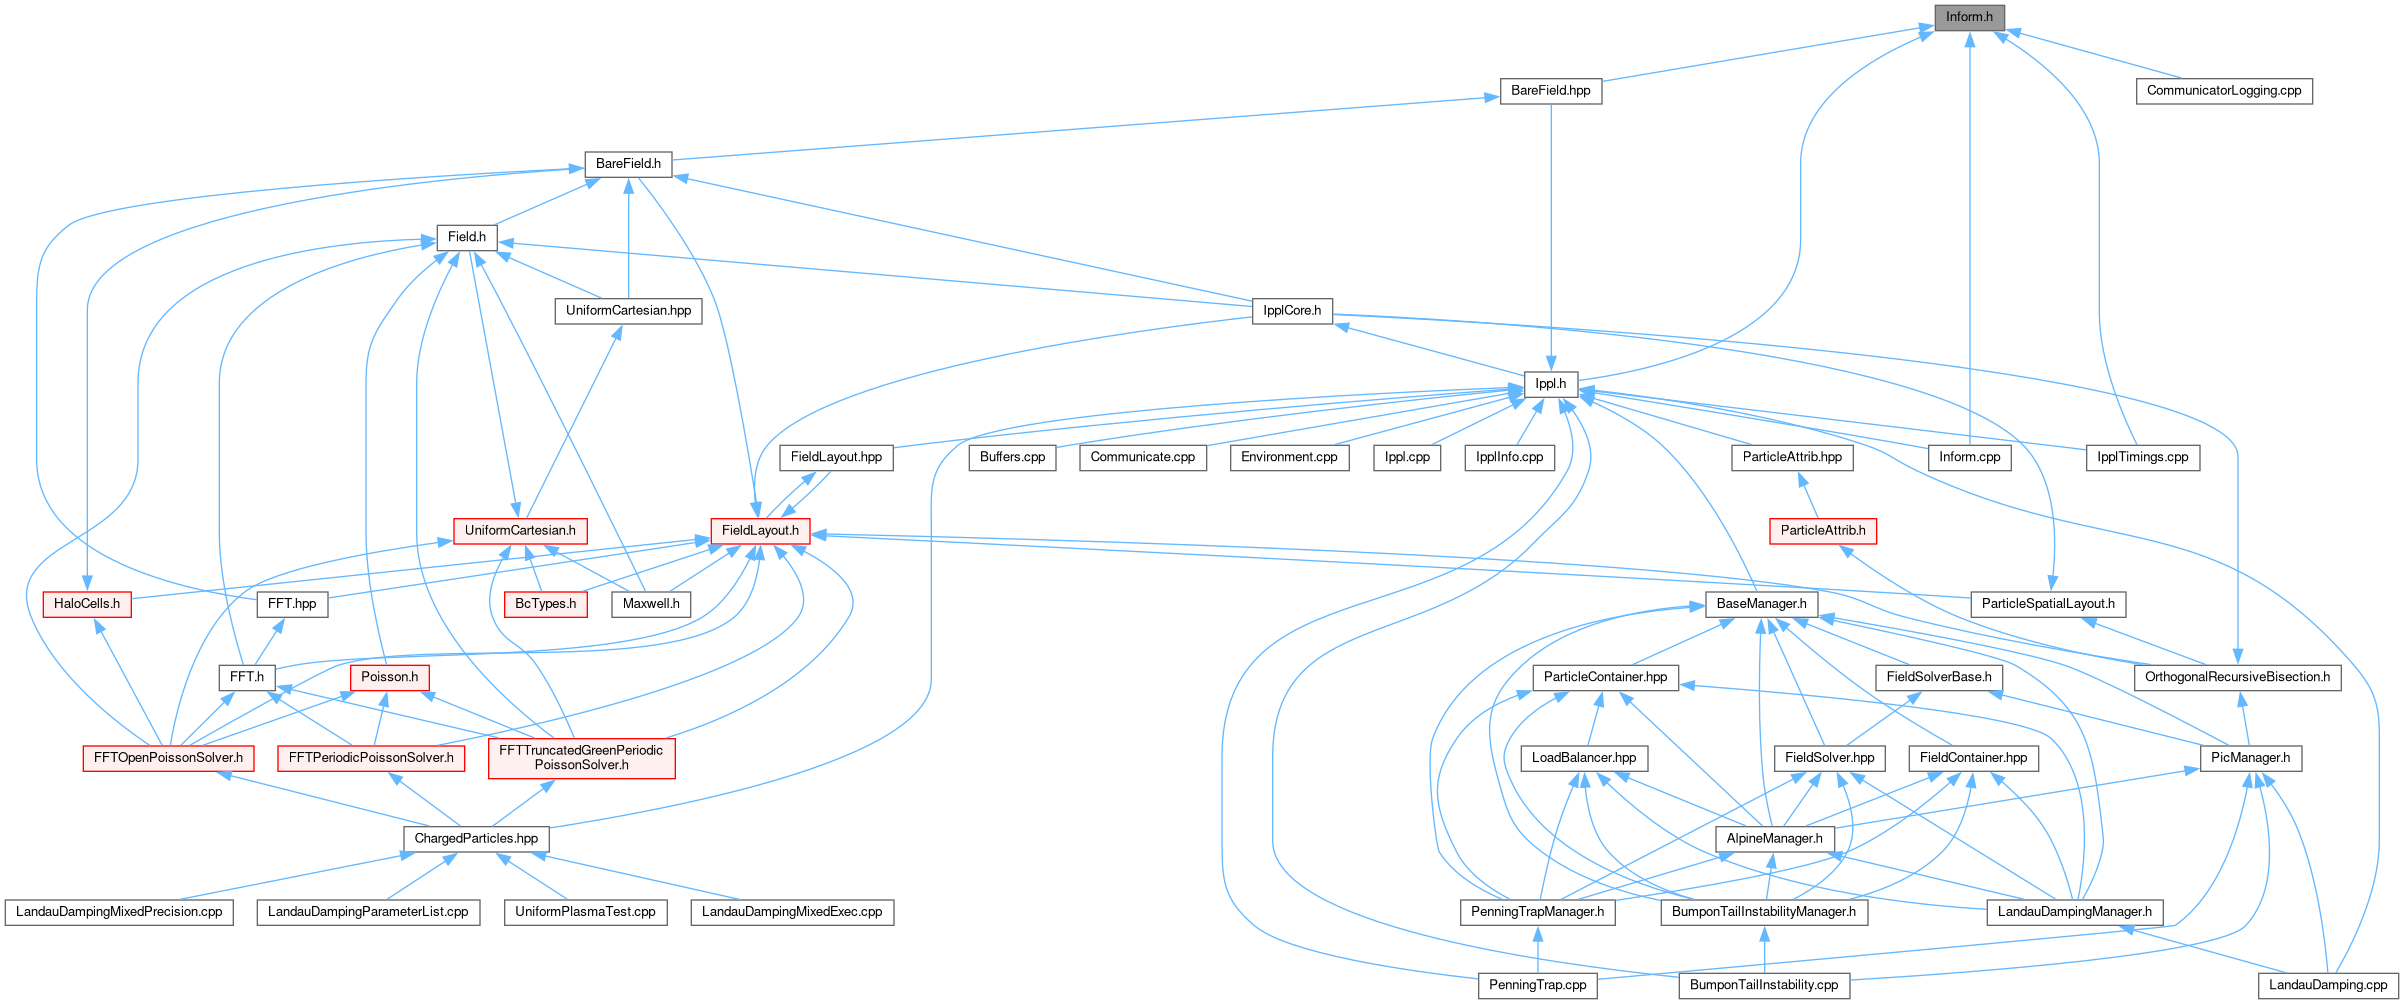 Inform.h
BareField.hpp
CommunicatorLogging.cpp
BareField.h
Field.h
UniformCartesian.hpp
IpplCore.h
Ippl.h
FieldLayout.hpp
Buffers.cpp
Communicate.cpp
Environment.cpp
Ippl.cpp
IpplInfo.cpp
ParticleAttrib.hpp
Inform.cpp
IpplTimings.cpp
UniformCartesian.h
FieldLayout.h
ParticleAttrib.h
HaloCells.h
FFT.hpp
BcTypes.h
Maxwell.h
BaseManager.h
ParticleSpatialLayout.h
FFT.h
Poisson.h
ParticleContainer.hpp
FieldSolverBase.h
OrthogonalRecursiveBisection.h
FFTOpenPoissonSolver.h
FFTPeriodicPoissonSolver.h
FFTTruncatedGreenPeriodic
PoissonSolver.h
LoadBalancer.hpp
FieldSolver.hpp
FieldContainer.hpp
PicManager.h
ChargedParticles.hpp
AlpineManager.h
LandauDampingMixedPrecision.cpp
LandauDampingParameterList.cpp
UniformPlasmaTest.cpp
LandauDampingMixedExec.cpp
PenningTrapManager.h
BumponTailInstabilityManager.h
LandauDampingManager.h
PenningTrap.cpp
BumponTailInstability.cpp
LandauDamping.cpp